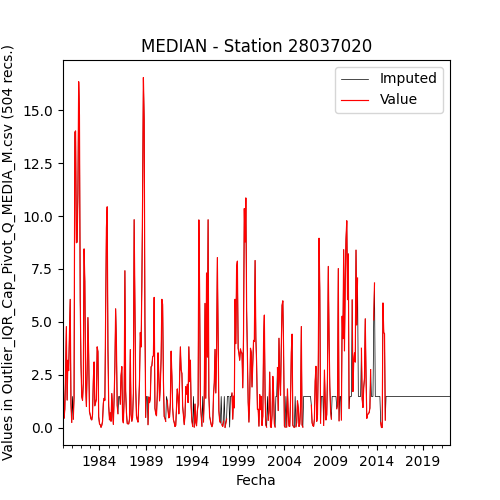 MEDIAN - Station 28037020
Values in Outlier_IQR_Cap_Pivot_Q_MEDIA_M.csv (504 recs.)
Imputed
Value
15.0
12.5
10.0
7.5
5.0
2.5
0.0
1984 1989 1994 1999 2004 2009 2014 2019
Fecha